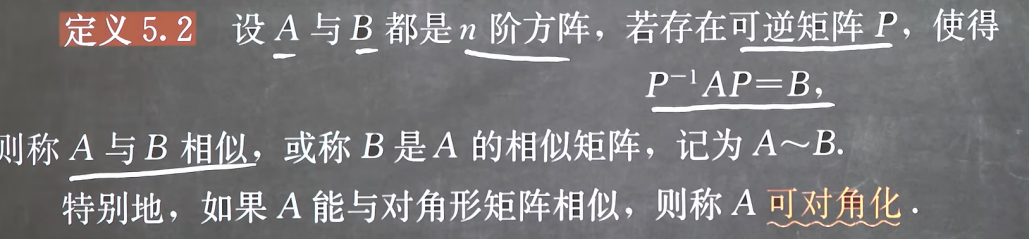 定义 5.2 设 A 与 B 都是 n 阶方阵，若存在可逆矩阵 P，使得
P⁻¹AP=B,
则称 A 与 B 相似，或称 B 是 A 的相似矩阵，记为 A~B.
特别地，如果 A 能与对角形矩阵相似，则称 A 可对角化.